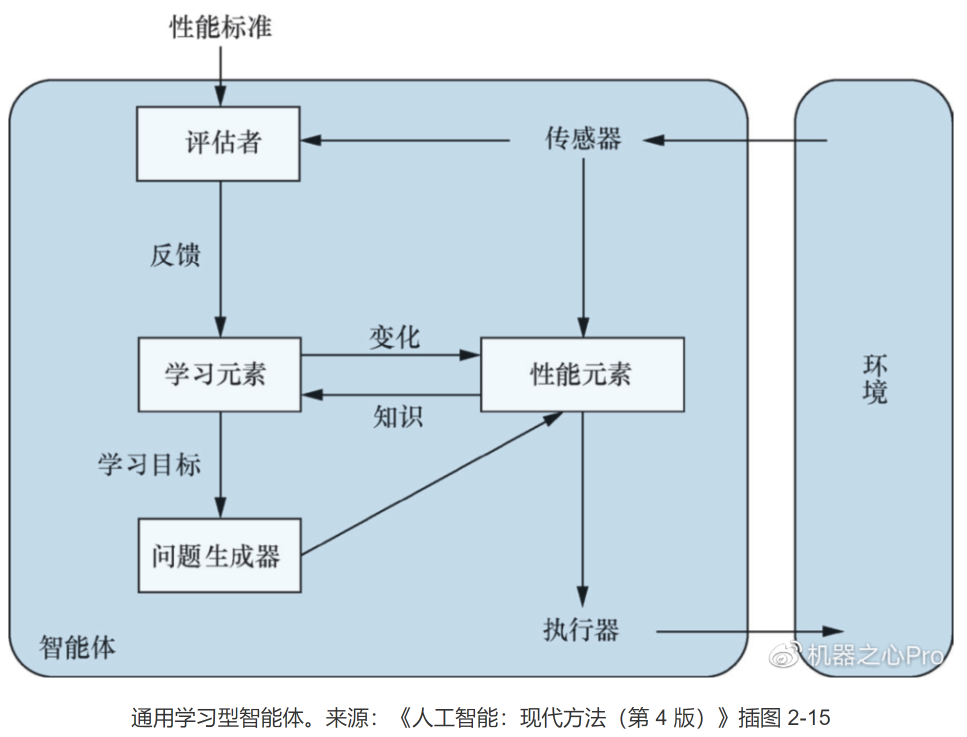 性能标准
评估者
传感器
反馈
变化
学习元素
性能元素
环境
知识
学习目标
问题生成器
执行器
智能体
机器之心Pro
通用学习型智能体。来源：《人工智能：现代方法（第 4 版）》插图 2-15